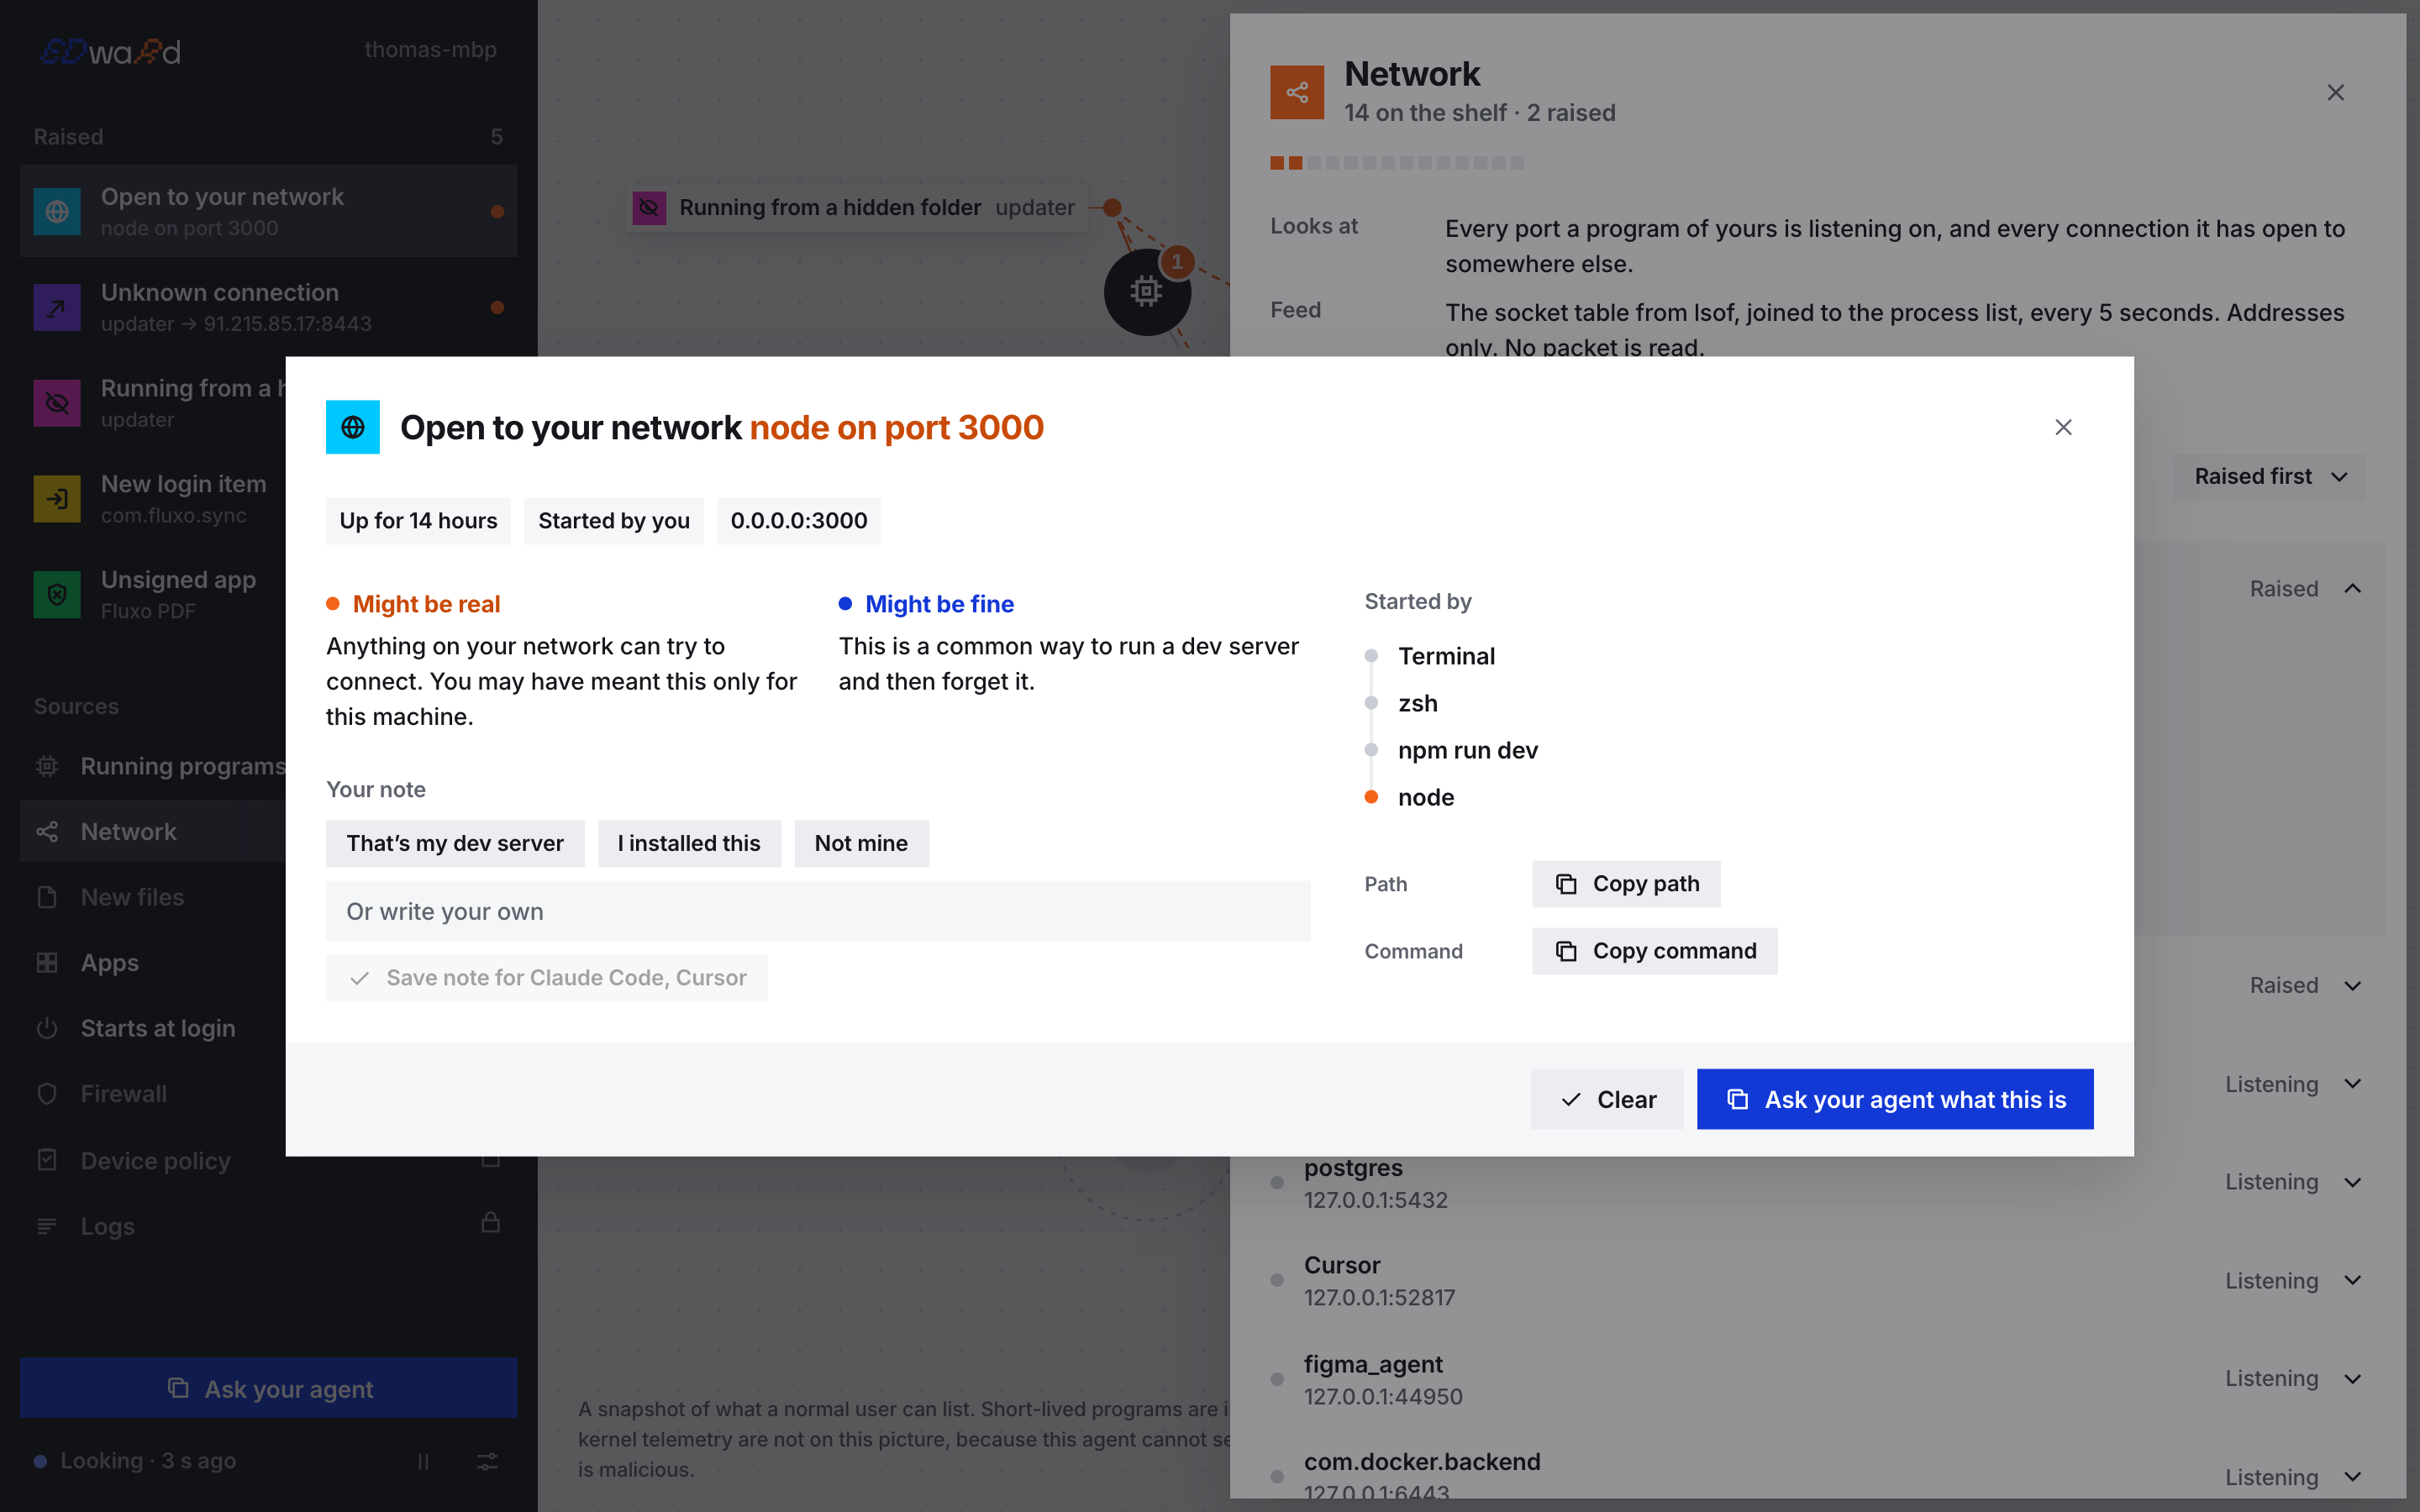 EDwaRd
thomas-mbp
Raised
5
Open to your network
node on port 3000
Unknown connection
updater → 91.215.85.17:8443
Running from a h
updater
New login item
com.fluxo.sync
Unsigned app
Fluxo PDF
Sources
Running programs
Network
New files
Apps
Starts at login
Firewall
Device policy
Logs
Ask your agent
Looking · 3 s ago
Running from a hidden folder updater
1
A snapshot of what a normal user can list. Short-lived programs are i
kernel telemetry are not on this picture, because this agent cannot se
is malicious.
Network
14 on the shelf · 2 raised
Looks at
Every port a program of yours is listening on, and every connection it has open to
somewhere else.
Feed
The socket table from lsof, joined to the process list, every 5 seconds. Addresses
only. No packet is read.
Raised first
Raised
Raised
Listening
postgres
127.0.0.1:5432
Listening
Cursor
127.0.0.1:52817
Listening
figma_agent
127.0.0.1:44950
Listening
com.docker.backend
127.0.0.1:6443
Listening
Open to your network node on port 3000
Up for 14 hours
Started by you
0.0.0.0:3000
Might be real
Anything on your network can try to
connect. You may have meant this only for
this machine.
Might be fine
This is a common way to run a dev server
and then forget it.
Your note
That’s my dev server
I installed this
Not mine
Or write your own
Save note for Claude Code, Cursor
Started by
Terminal
zsh
npm run dev
node
Path
Copy path
Command
Copy command
Clear
Ask your agent what this is